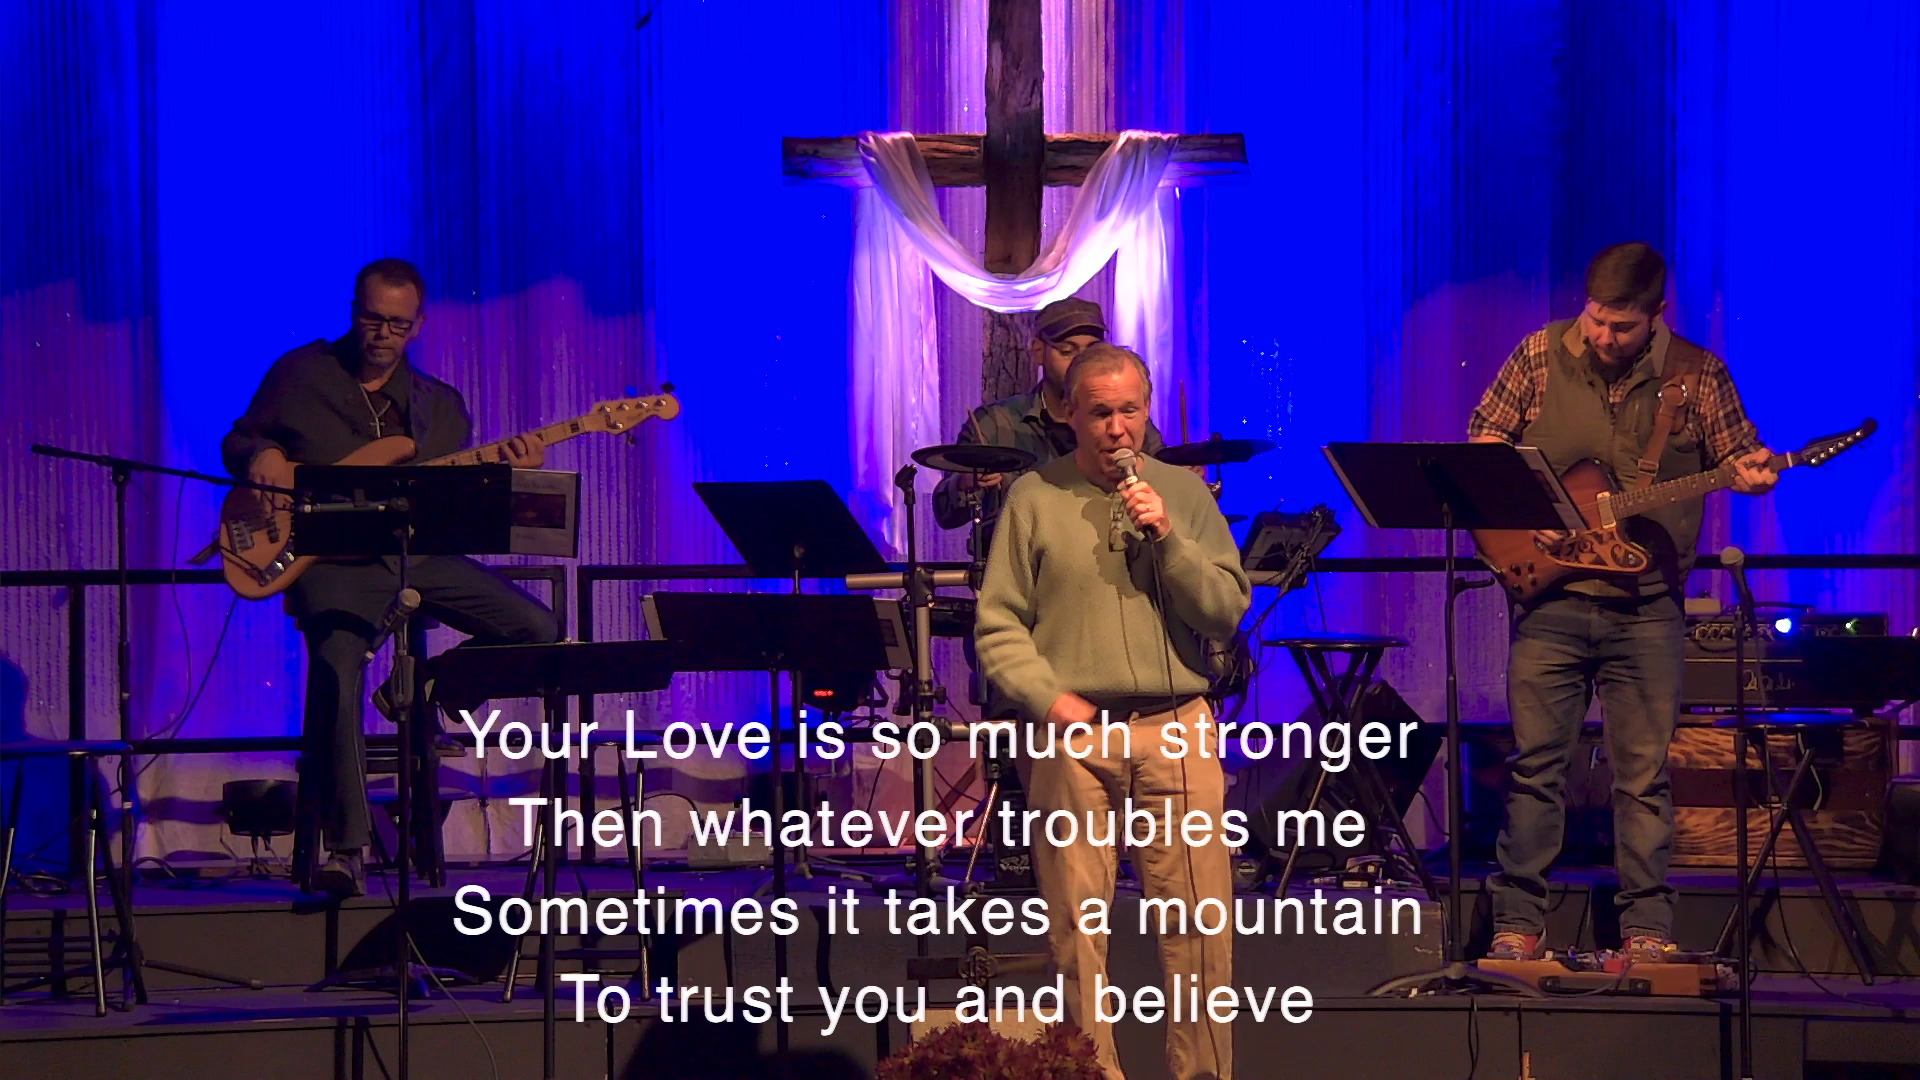 Your Love is so much stronger
Then whatever troubles me
Sometimes it takes a mountain
To trust you and believe